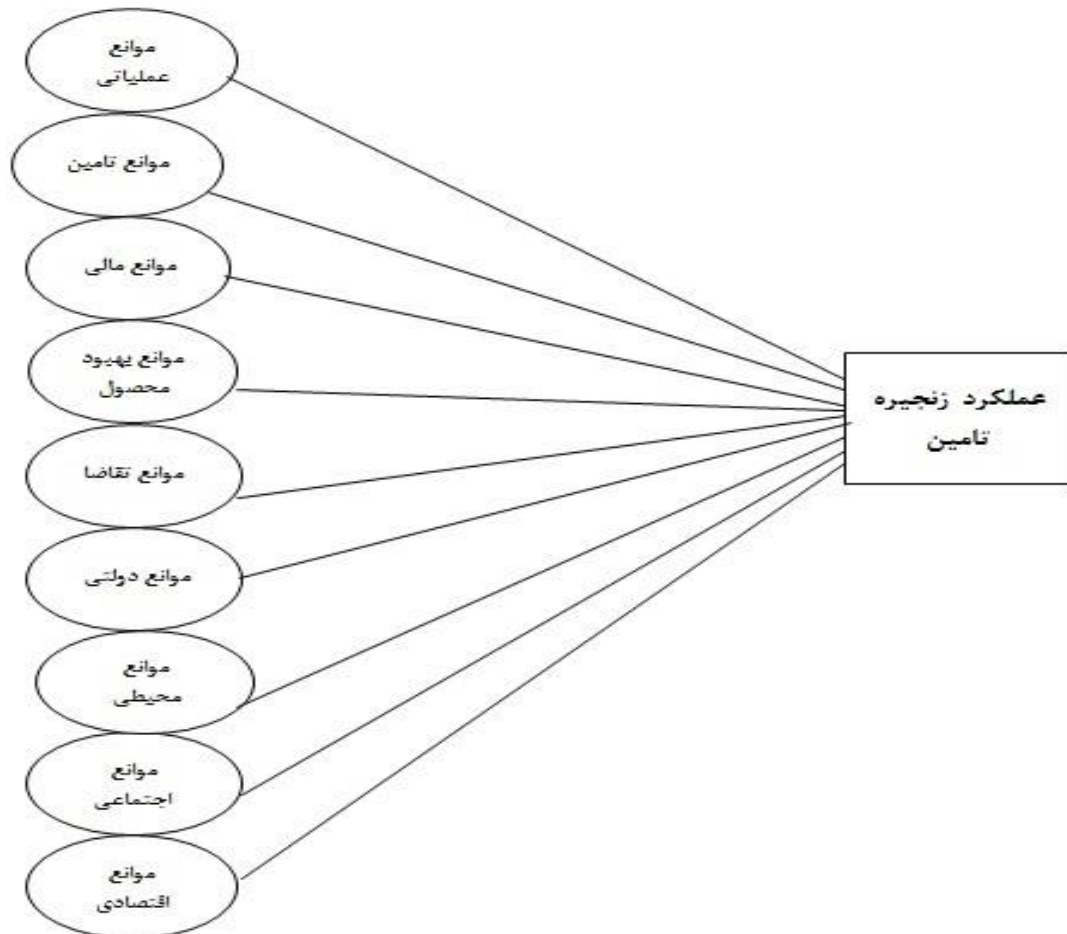 موانع
عملیاتی
موانع تامین
موانع مالی
موانع بهبود
محصول
موانع تقاضا
موانع دولتی
موانع
محیطی
موانع
اجتماعی
موانع
اقتصادی
عملکرد زنجیره
تامین